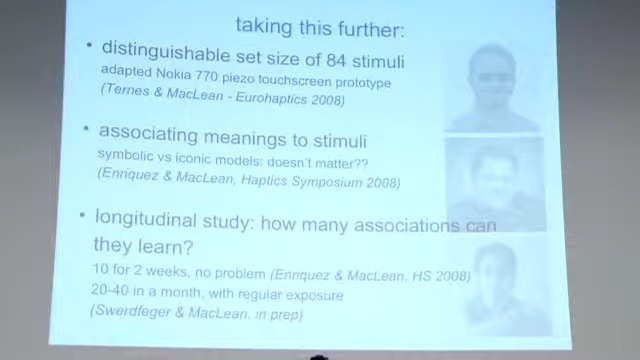 taking this further:
• distinguishable set size of 84 stimuli
adapted Nokia 770 piezo touchscreen prototype
(Ternes & MacLean - Eurohaptics 2008)
• associating meanings to stimuli
symbolic vs iconic models: doesn't matter??
(Enriquez & MacLean, Haptics Symposium 2008)
• longitudinal study: how many associations can
they learn?
10 for 2 weeks, no problem (Enriquez & MacLean, HS 2008)
20-40 in a month, with regular exposure
(Swerdfeger & MacLean, in prep)